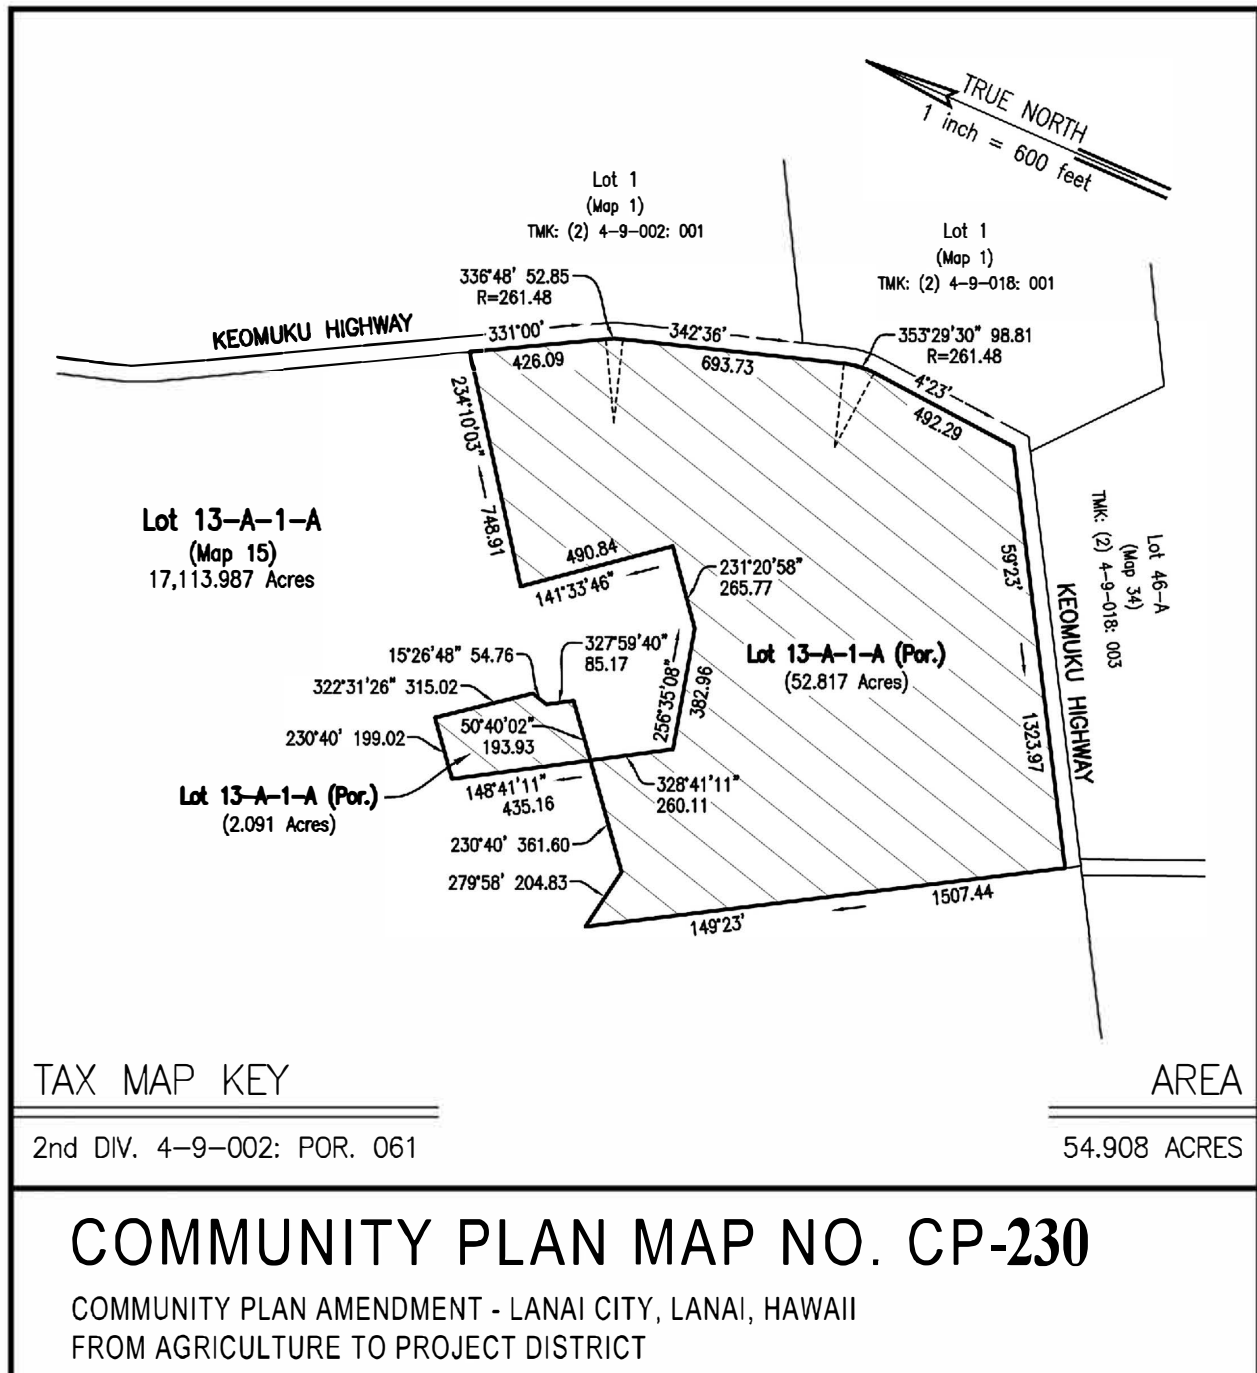 TRUE NORTH
1 inch = 600 feet
Lot 1
(Map 1)
TMK: (2) 4-9-002: 001
Lot 1
(Map 1)
TMK: (2) 4-9-018: 001
336°48' 52.85
R=261.48
KEOMUKU HIGHWAY
331°00'
426.09
342°36'
693.73
353°29'30" 98.81
R=261.48
4°23'
492.29
234°10'03"
748.91
Lot 13-A-1-A
(Map 15)
17,113.987 Acres
490.84
141°33'46"
231°20'58"
265.77
59°23'
1323.97
KEOMUKU HIGHWAY
Lot 46-A
(Map 34)
TMK: (2) 4-9-018: 003
Lot 13-A-1-A (Por.)
(52.817 Acres)
327°59'40"
85.17
15°26'48" 54.76
322°31'26" 315.02
256°35'08"
382.96
50°40'02"
193.93
230°40' 199.02
Lot 13-A-1-A (Por.)
(2.091 Acres)
148°41'11"
435.16
328°41'11"
260.11
230°40' 361.60
279°58' 204.83
149°23'
1507.44
TAX MAP KEY
AREA
2nd DIV. 4-9-002: POR. 061
54.908 ACRES
COMMUNITY PLAN MAP NO. CP-230
COMMUNITY PLAN AMENDMENT - LANAI CITY, LANAI, HAWAII
FROM AGRICULTURE TO PROJECT DISTRICT